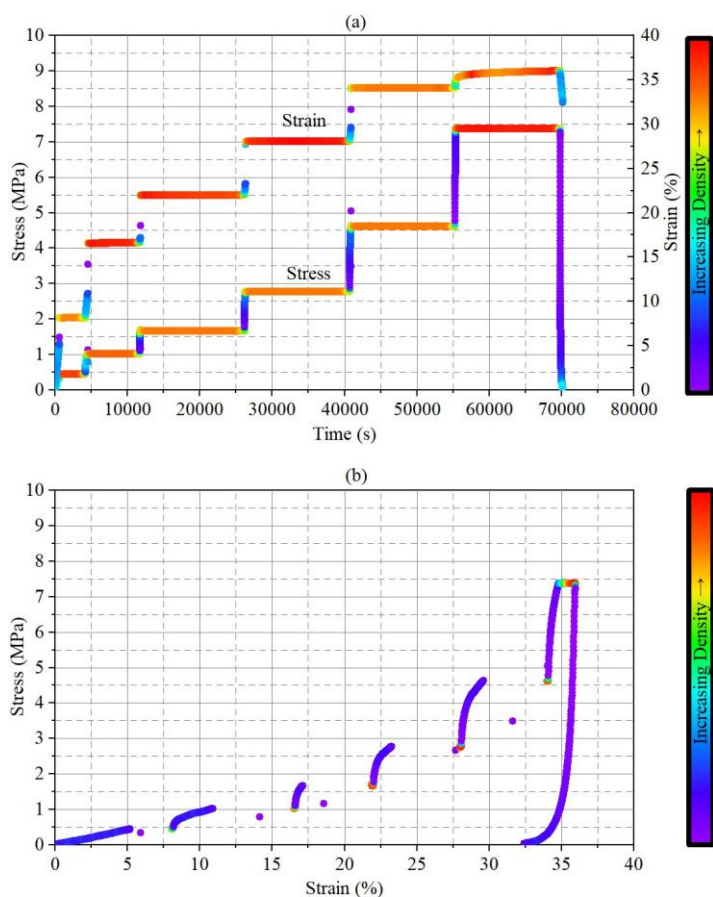 (a)
10
9
8
7
6
5
4
3
2
1
0
Stress (MPa)
40
35
30
25
20
15
10
5
0
Strain (%)
Strain
Stress
Increasing Density →
0 10000 20000 30000 40000 50000 60000 70000 80000
Time (s)
(b)
10
9
8
7
6
5
4
3
2
1
0
Stress (MPa)
Increasing Density →
0 5 10 15 20 25 30 35 40
Strain (%)